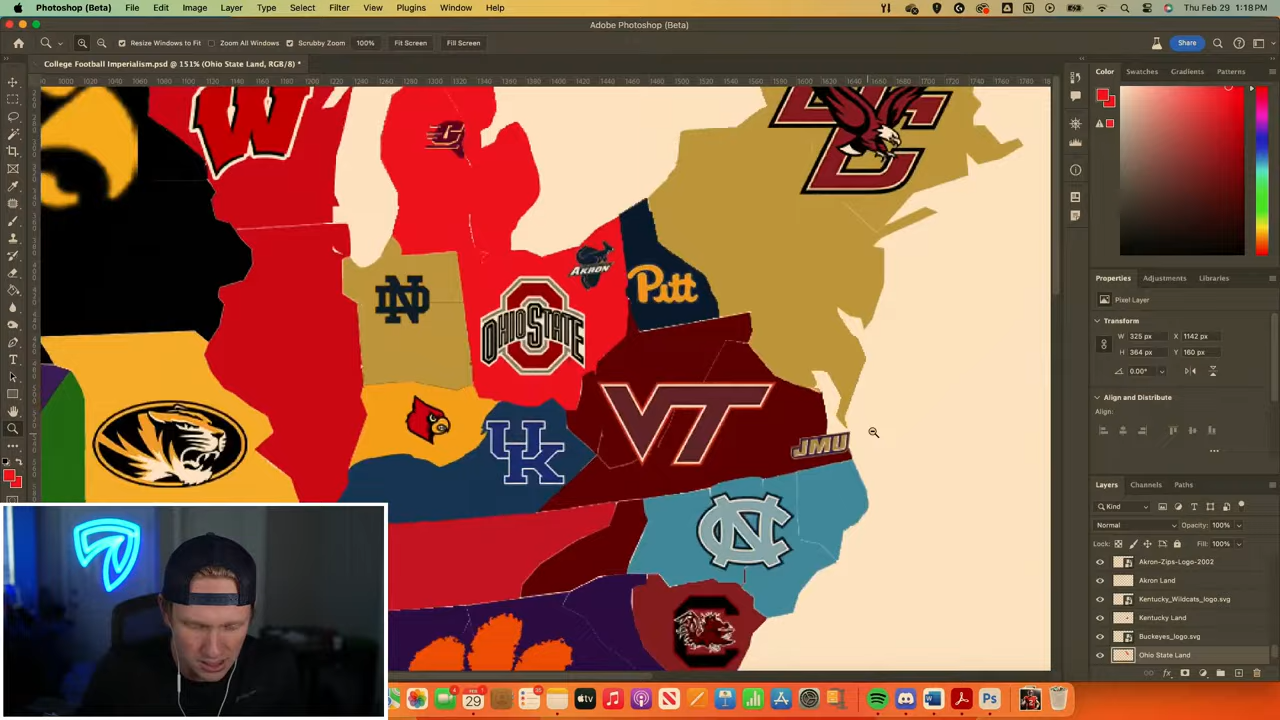 Photoshop (Beta) File Edit Image Layer Type Select Filter View Plugins Window Help Thu Feb 29 1:18 PM
Adobe Photoshop (Beta)
Resize Windows to Fit Zoom All Windows Scrubby Zoom 100% Fit Screen Fill Screen Share
College Football Imperialism.psd @ 151% (Ohio State Land, RGB/8) *
Color Swatches Gradients Patterns
W
C
BC
ND
AKRON
Pitt
OHIO STATE
VT
UK
JMU
NC
C
Properties Adjustments Libraries
Pixel Layer
Transform
W 325 px X 1142 px
H 364 px Y 160 px
0.00°
Align and Distribute
Align:
Layers Channels Paths
Kind
Normal Opacity: 100%
Lock: Fill: 100%
Akron-Zips-Logo-2002
Akron Land
Kentucky_Wildcats_logo.svg
Kentucky Land
Buckeyes_logo.svg
Ohio State Land
FEB
29